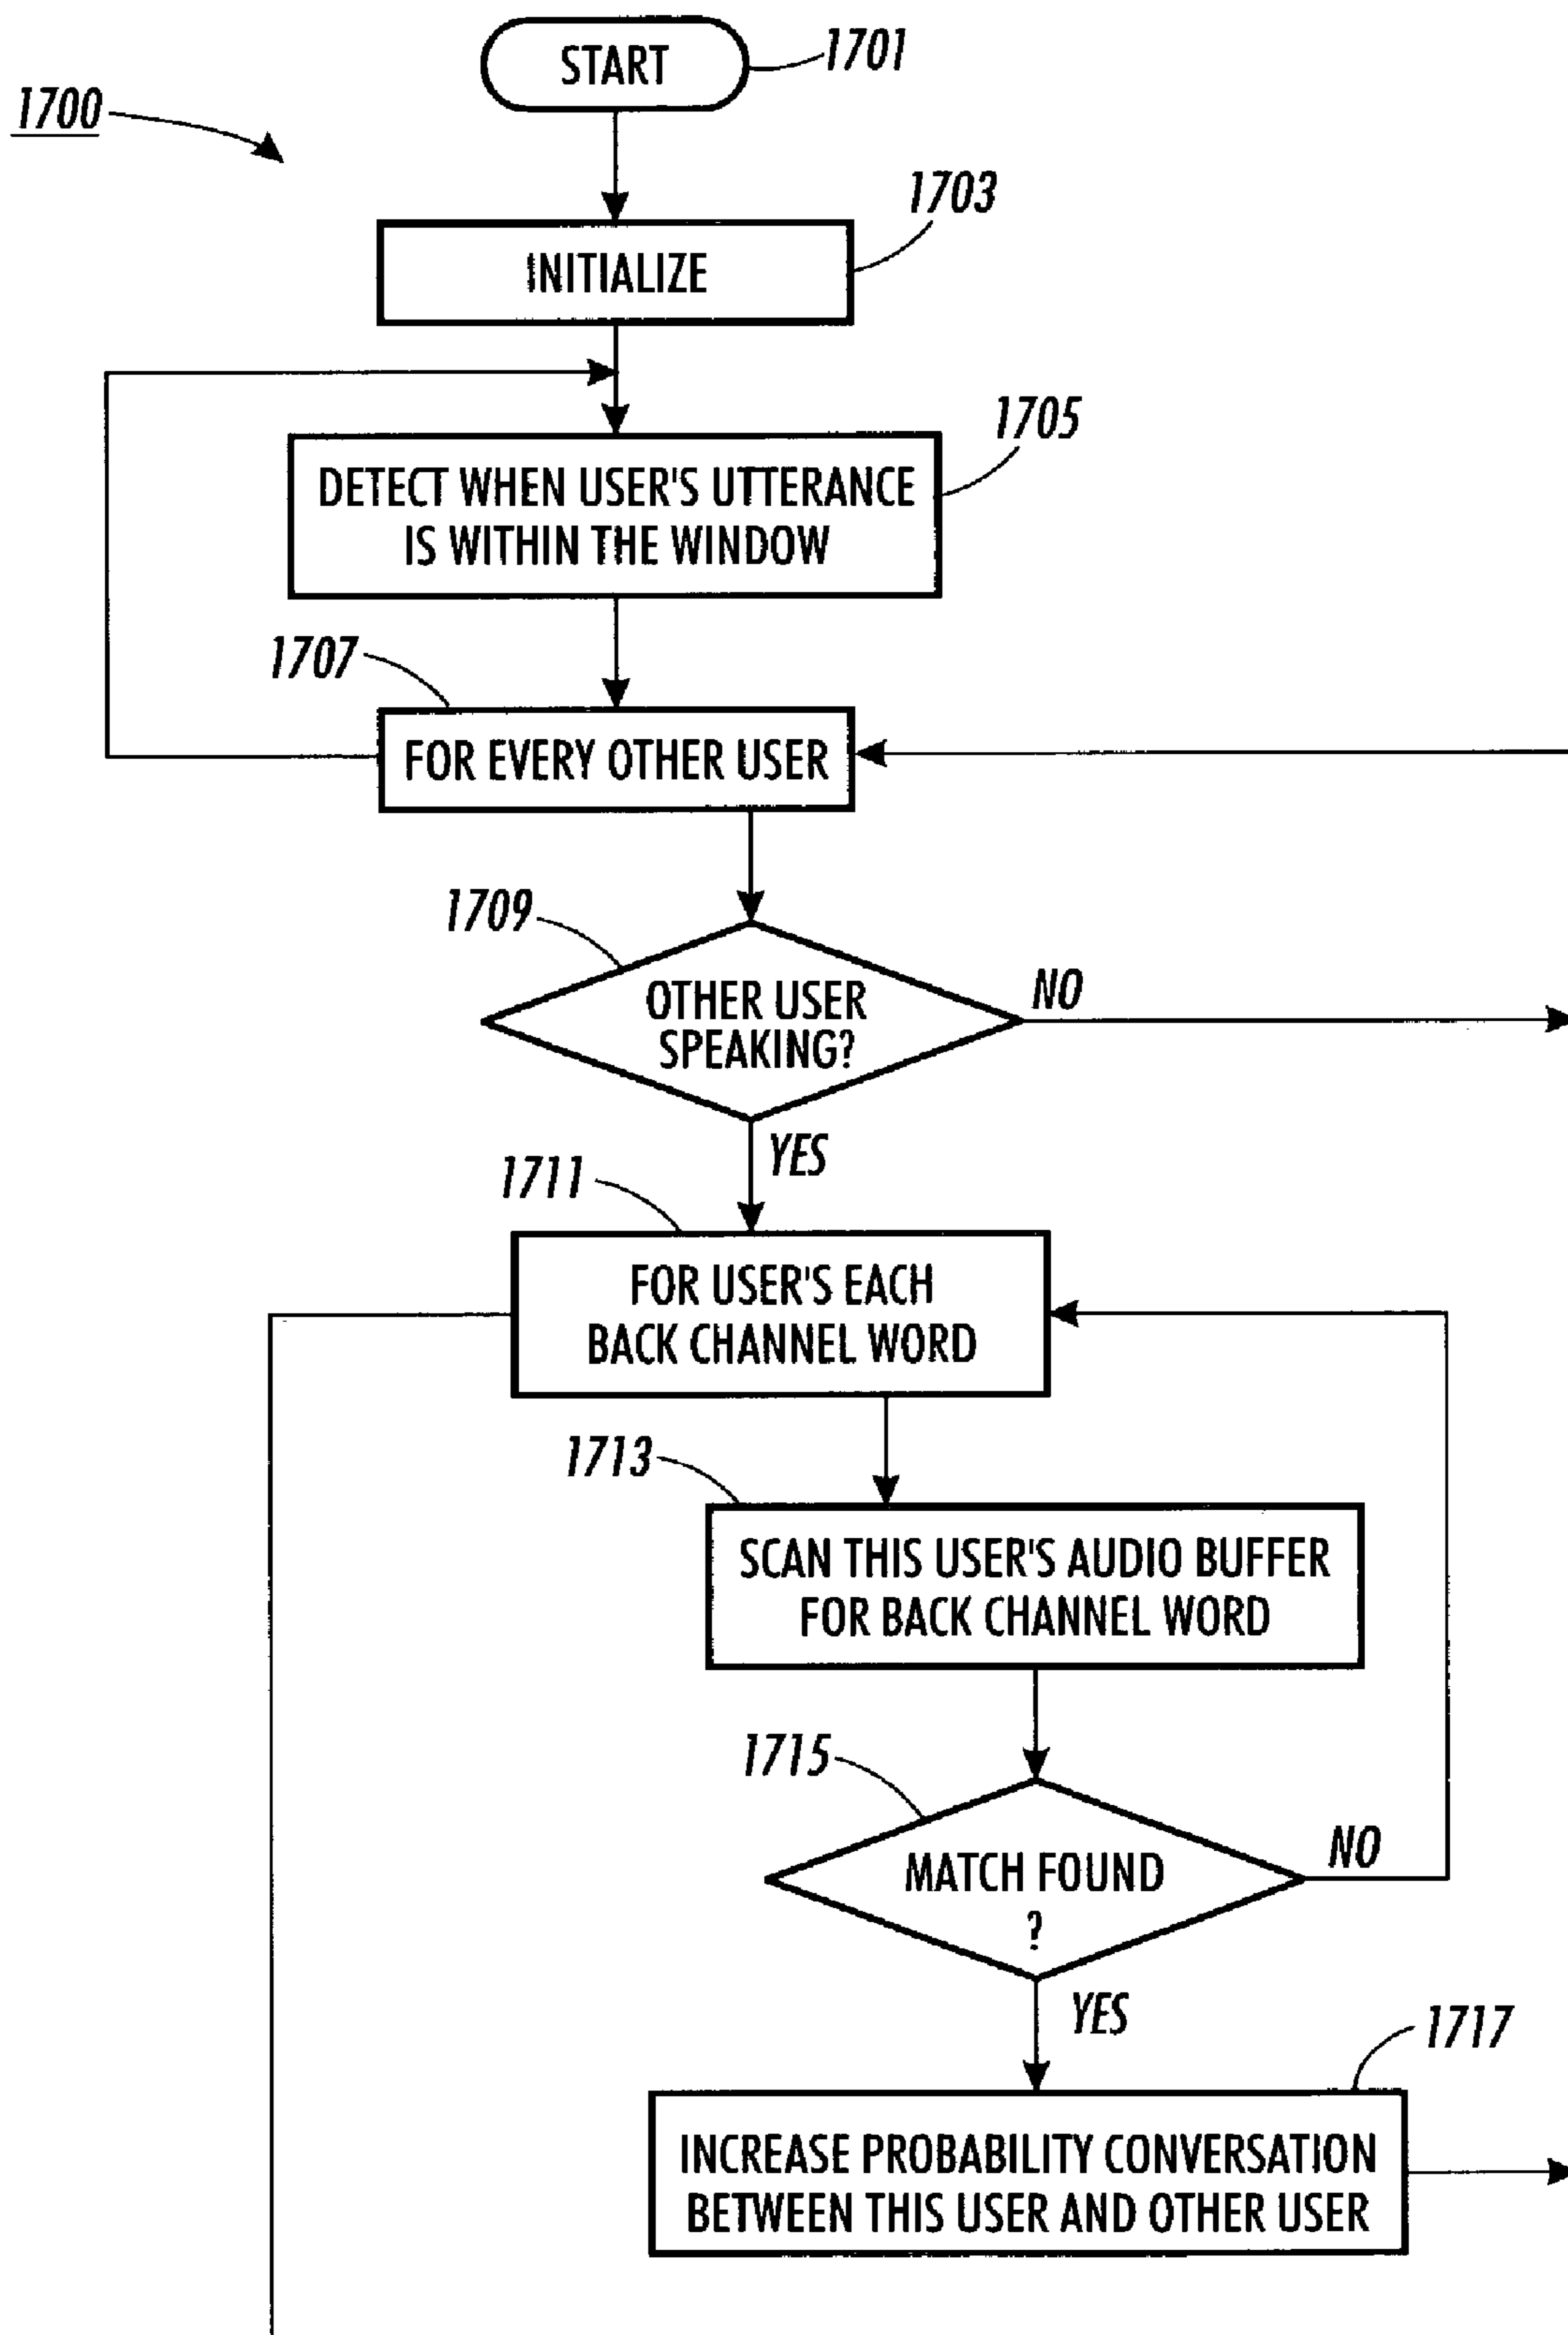 START
1701
1700
1703
INITIALIZE
1705
DETECT WHEN USER'S UTTERANCE
IS WITHIN THE WINDOW
1707
FOR EVERY OTHER USER
1709
OTHER USER
SPEAKING?
NO
YES
1711
FOR USER'S EACH
BACK CHANNEL WORD
1713
SCAN THIS USER'S AUDIO BUFFER
FOR BACK CHANNEL WORD
1715
MATCH FOUND
?
NO
YES
1717
INCREASE PROBABILITY CONVERSATION
BETWEEN THIS USER AND OTHER USER